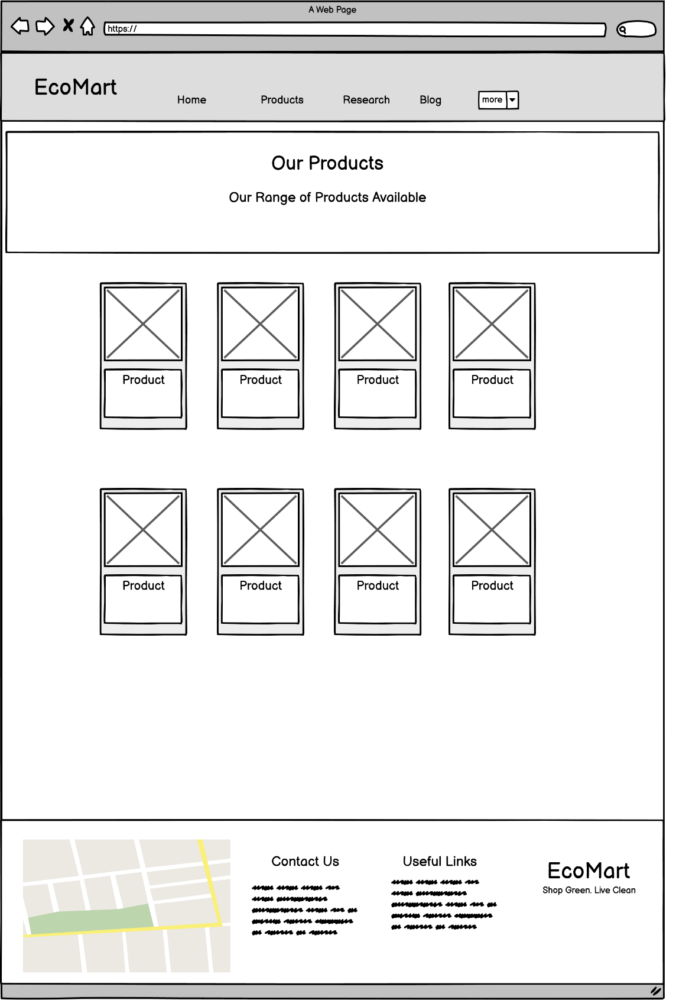 A Web Page
https://
EcoMart
Home Products Research Blog more
Our Products
Our Range of Products Available
Product Product Product Product
Product Product Product Product
Contact Us
Useful Links
EcoMart
Shop Green. Live Clean